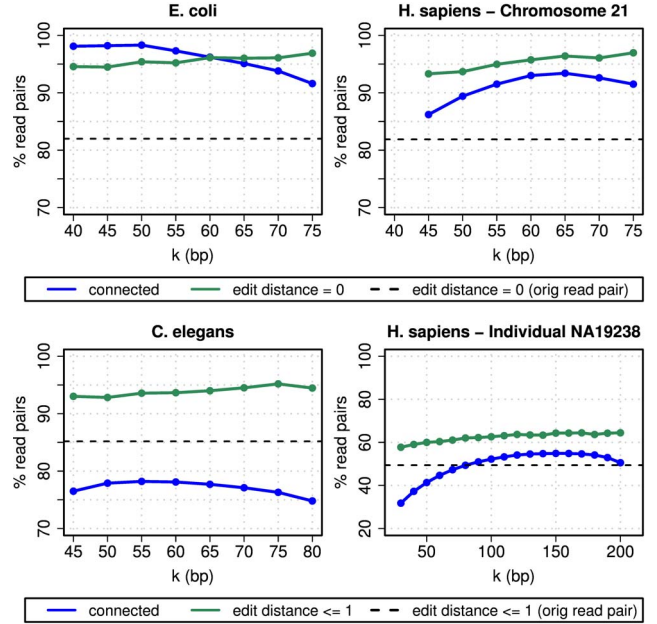 E. coli
H. sapiens − Chromosome 21
% read pairs
100
90
80
70
40 45 50 55 60 65 70 75
k (bp)
% read pairs
100
90
80
70
40 45 50 55 60 65 70 75
k (bp)
connected edit distance = 0 edit distance = 0 (orig read pair)
C. elegans
H. sapiens − Individual NA19238
% read pairs
100
90
80
70
45 50 55 60 65 70 75 80
k (bp)
% read pairs
100
80
60
40
20
50 100 150 200
k (bp)
connected edit distance <= 1 edit distance <= 1 (orig read pair)